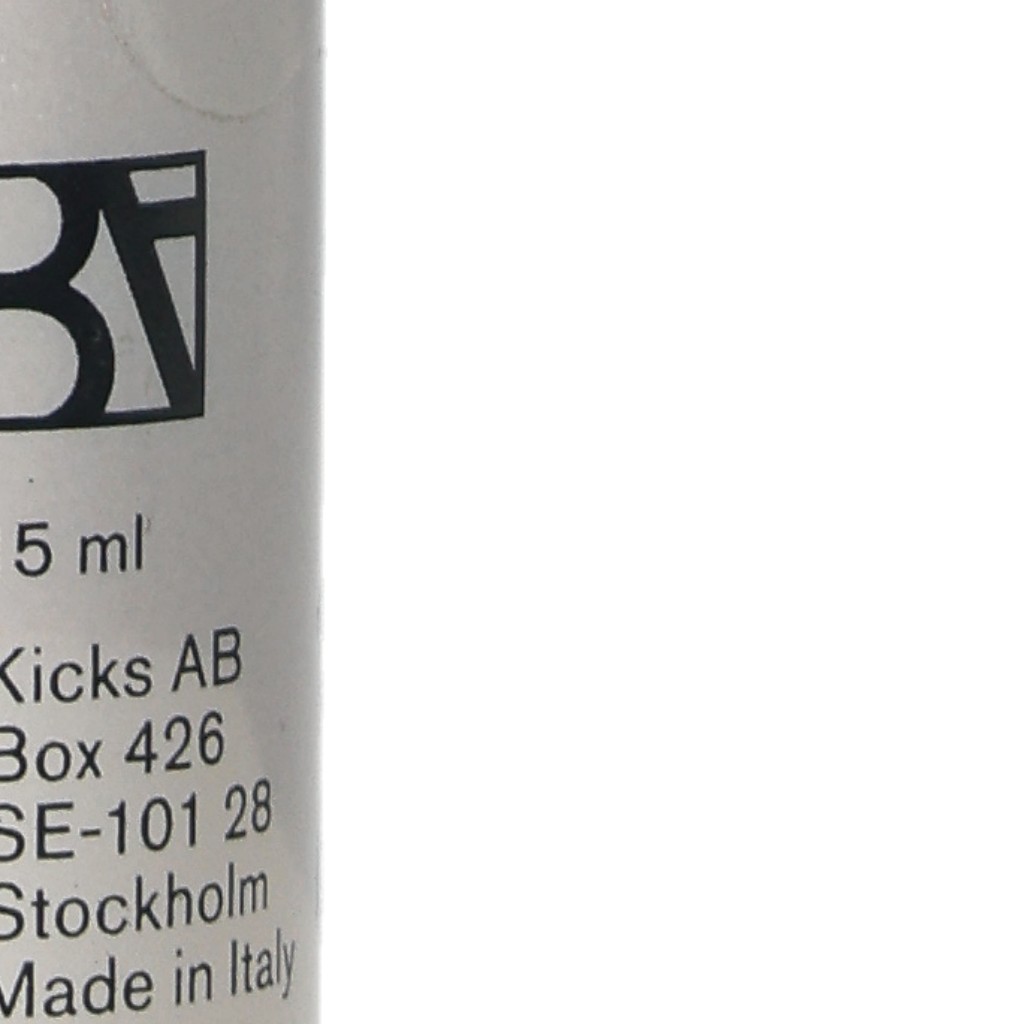 5 ml
Kicks AB
Box 426
SE-101 28
Stockholm
Made in Italy